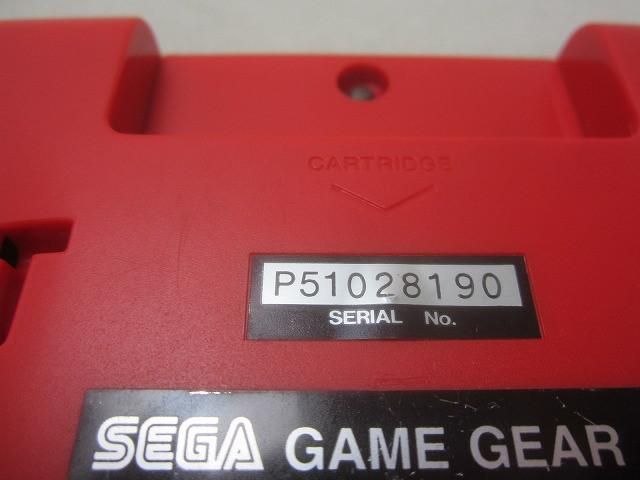 CARTRIDGE
P51028190
SERIAL No.
SEGA GAME GEAR